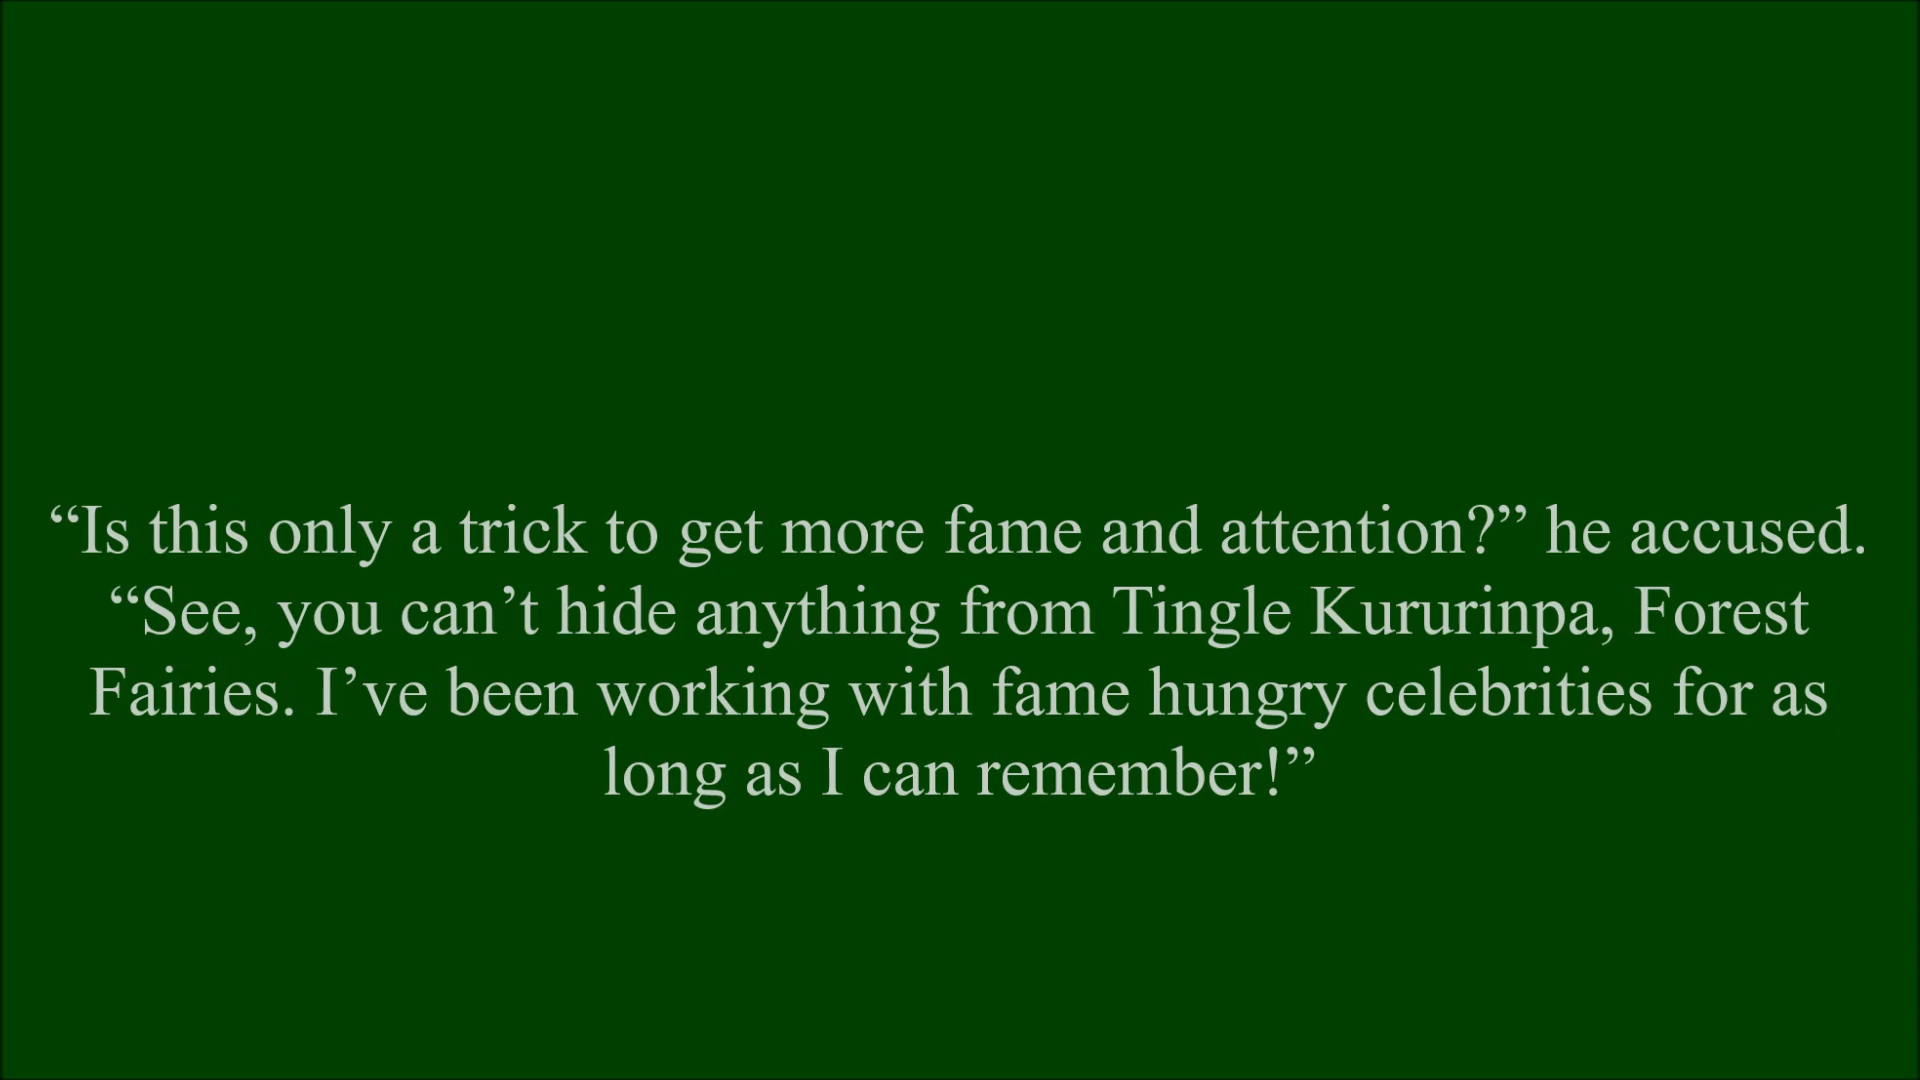 “Is this only a trick to get more fame and attention?” he accused.
“See, you can’t hide anything from Tingle Kururinpa, Forest
Fairies. I’ve been working with fame hungry celebrities for as
long as I can remember!”